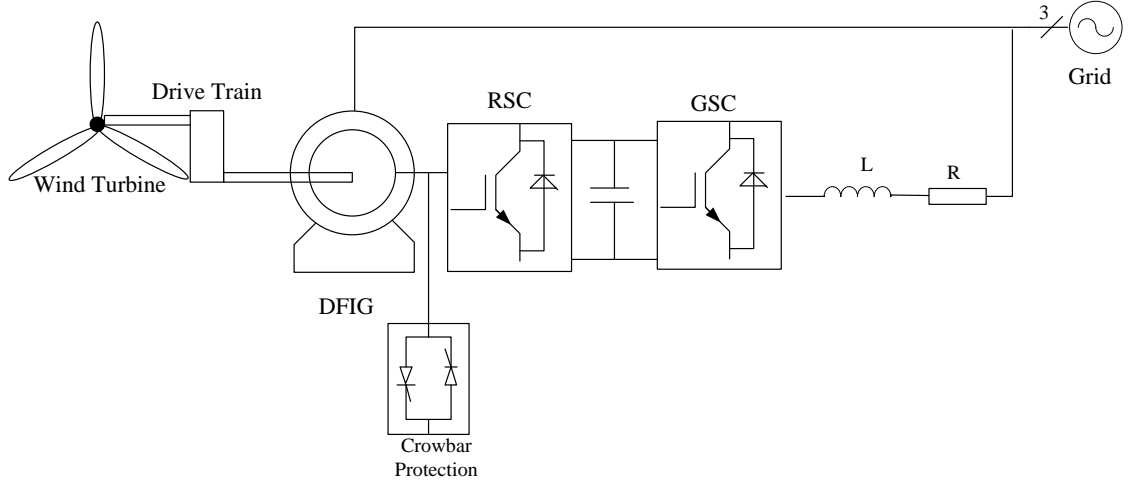 3
Grid
Drive Train
RSC
GSC
Wind Turbine
L
R
DFIG
Crowbar
Protection